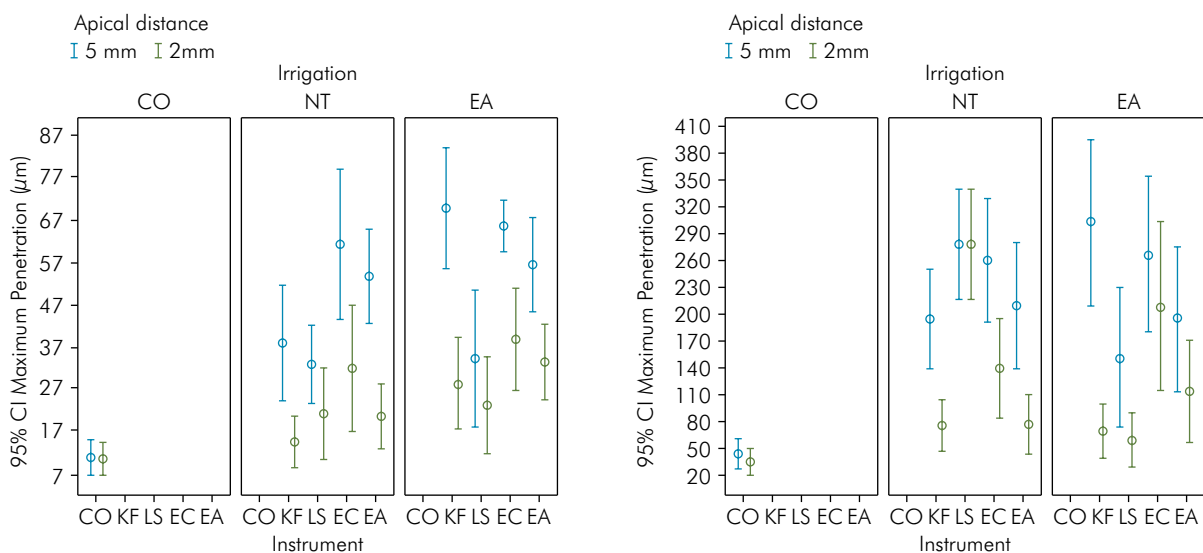 Apical distance
5 mm 2mm
Irrigation
CO NT EA
95% CI Maximum Penetration (µm)
87
77
67
57
47
37
27
17
7
CO KF LS EC EA CO KF LS EC EA CO KF LS EC EA
Instrument
Apical distance
5 mm 2mm
Irrigation
CO NT EA
95% CI Maximum Penetration (µm)
410
380
350
320
290
260
230
200
170
140
110
80
50
20
CO KF LS EC EA CO KF LS EC EA CO KF LS EC EA
Instrument